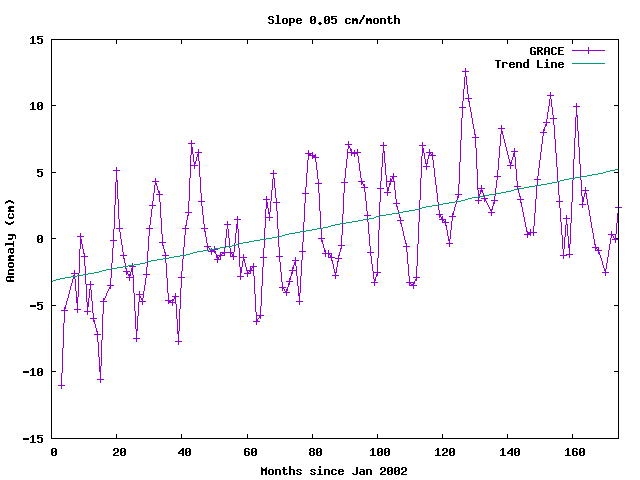 Slope 0.05 cm/month
GRACE
Trend Line
15
10
5
0
-5
-10
-15
Anomaly (cm)
0 20 40 60 80 100 120 140 160
Months since Jan 2002